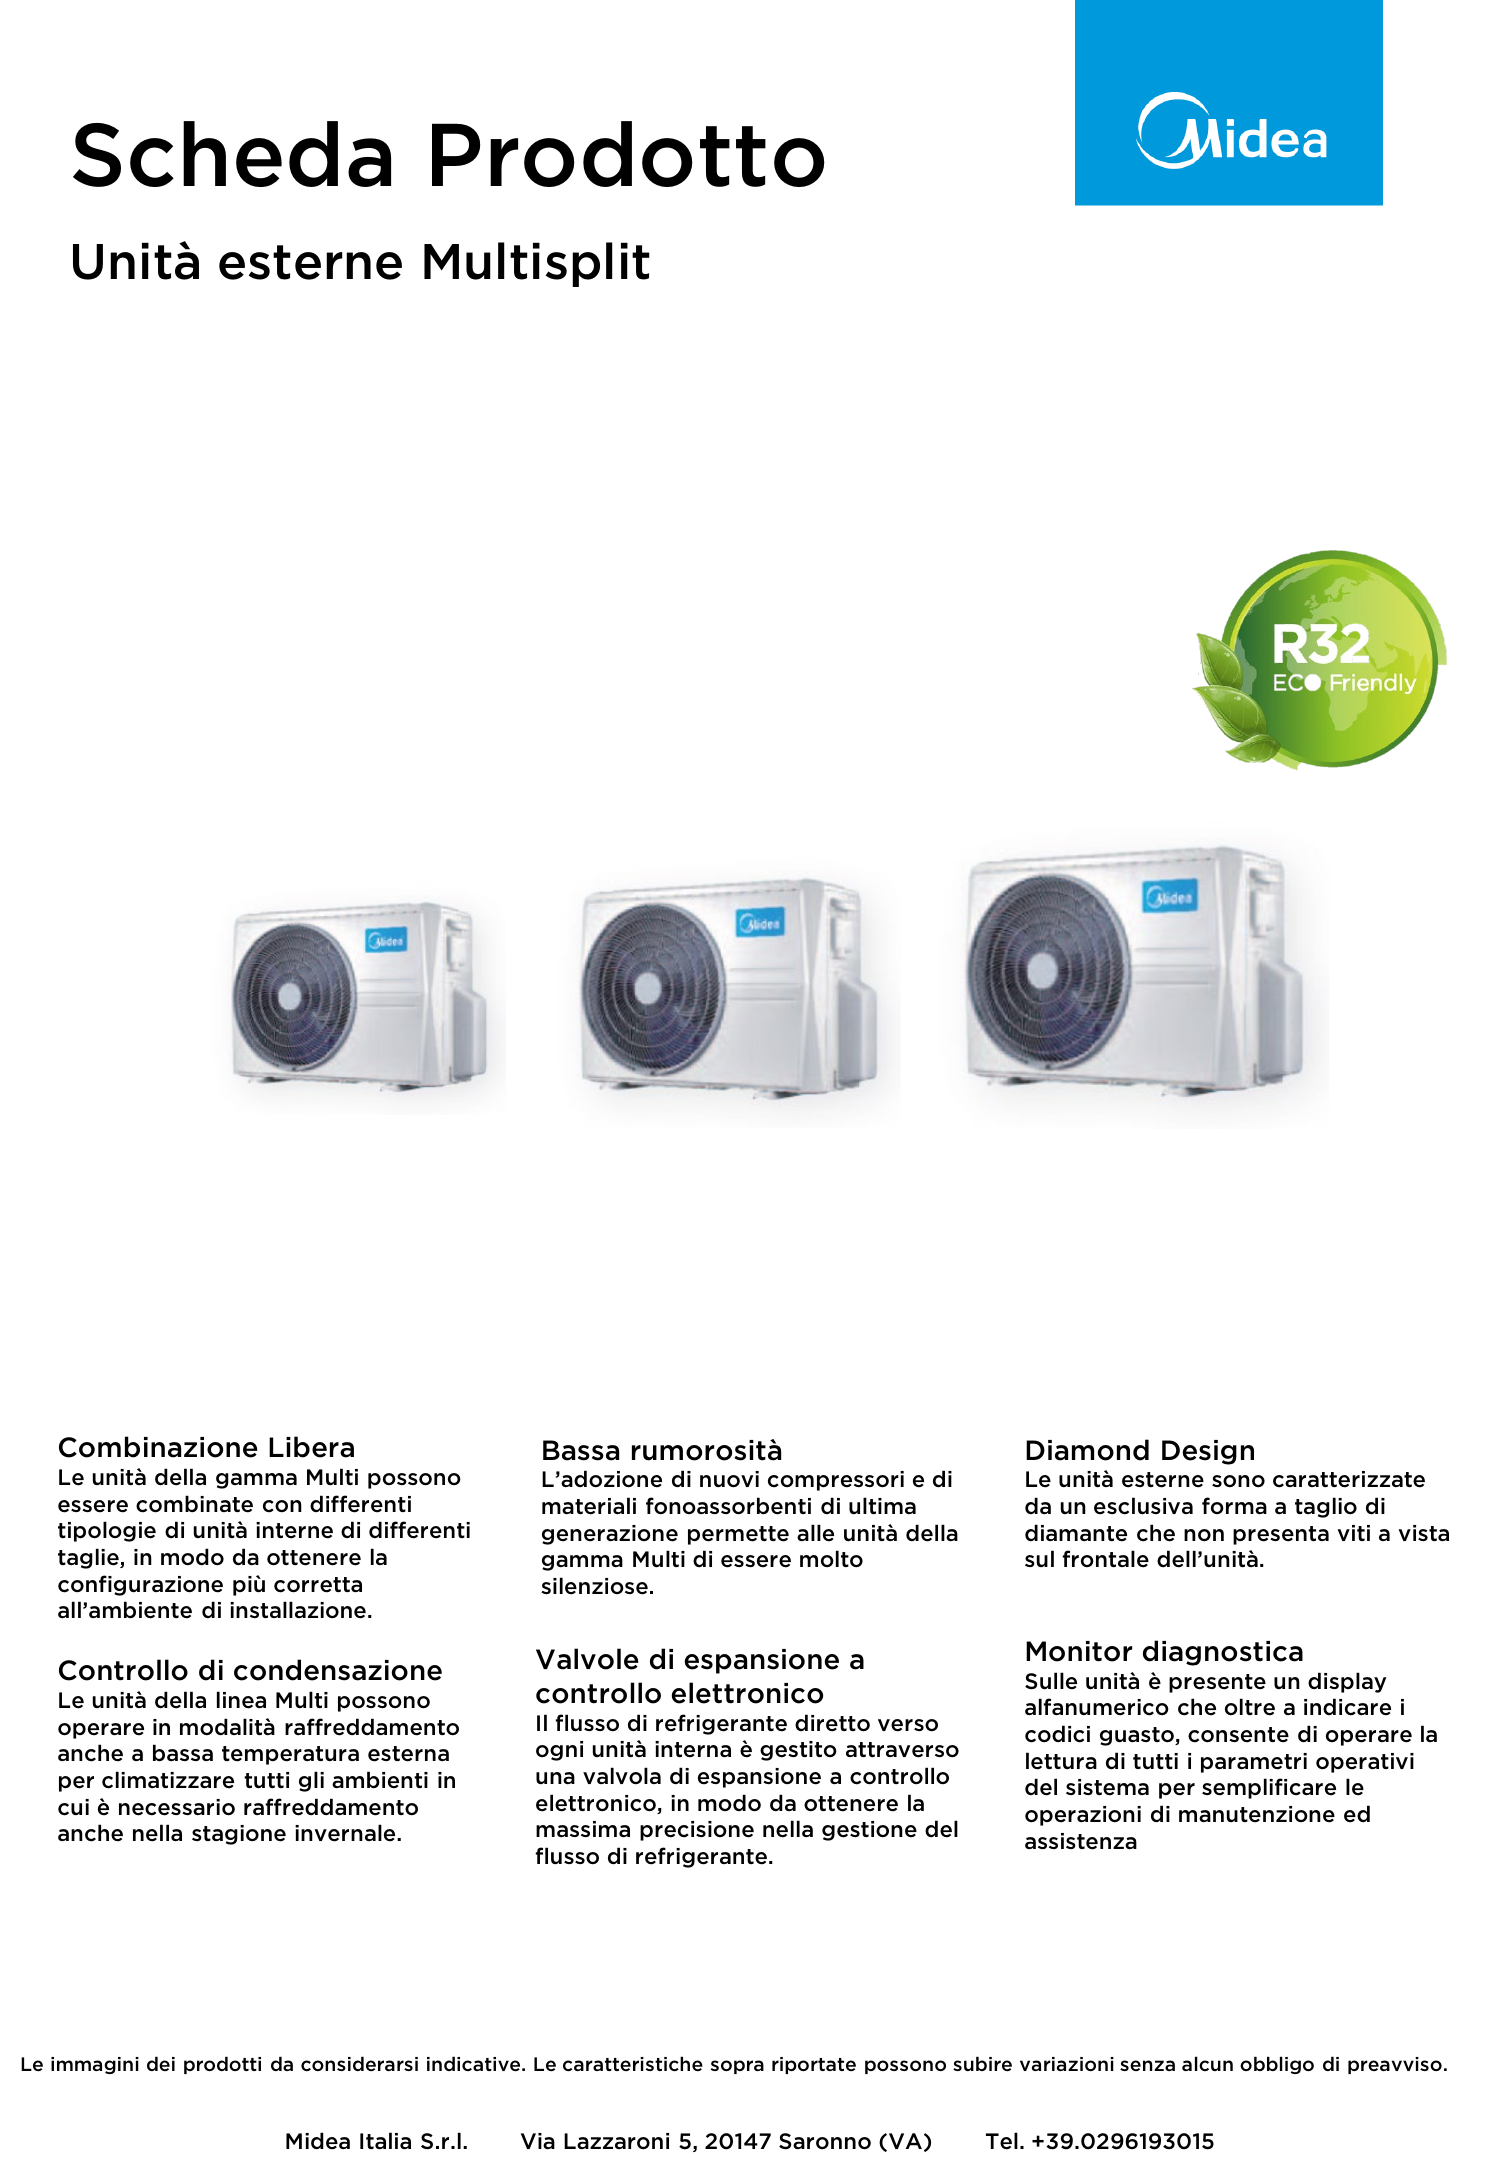 Midea
Scheda Prodotto
Unità esterne Multisplit
R32
ECO Friendly
Midea
Midea
Midea
Combinazione Libera
Le unità della gamma Multi possono
essere combinate con differenti
tipologie di unità interne di differenti
taglie, in modo da ottenere la
configurazione più corretta
all’ambiente di installazione.
Controllo di condensazione
Le unità della linea Multi possono
operare in modalità raffreddamento
anche a bassa temperatura esterna
per climatizzare tutti gli ambienti in
cui è necessario raffreddamento
anche nella stagione invernale.
Bassa rumorosità
L’adozione di nuovi compressori e di
materiali fonoassorbenti di ultima
generazione permette alle unità della
gamma Multi di essere molto
silenziose.
Valvole di espansione a
controllo elettronico
Il flusso di refrigerante diretto verso
ogni unità interna è gestito attraverso
una valvola di espansione a controllo
elettronico, in modo da ottenere la
massima precisione nella gestione del
flusso di refrigerante.
Diamond Design
Le unità esterne sono caratterizzate
da un esclusiva forma a taglio di
diamante che non presenta viti a vista
sul frontale dell’unità.
Monitor diagnostica
Sulle unità è presente un display
alfanumerico che oltre a indicare i
codici guasto, consente di operare la
lettura di tutti i parametri operativi
del sistema per semplificare le
operazioni di manutenzione ed
assistenza
Le immagini dei prodotti da considerarsi indicative. Le caratteristiche sopra riportate possono subire variazioni senza alcun obbligo di preavviso.
Midea Italia S.r.l. Via Lazzaroni 5, 20147 Saronno (VA) Tel. +39.0296193015